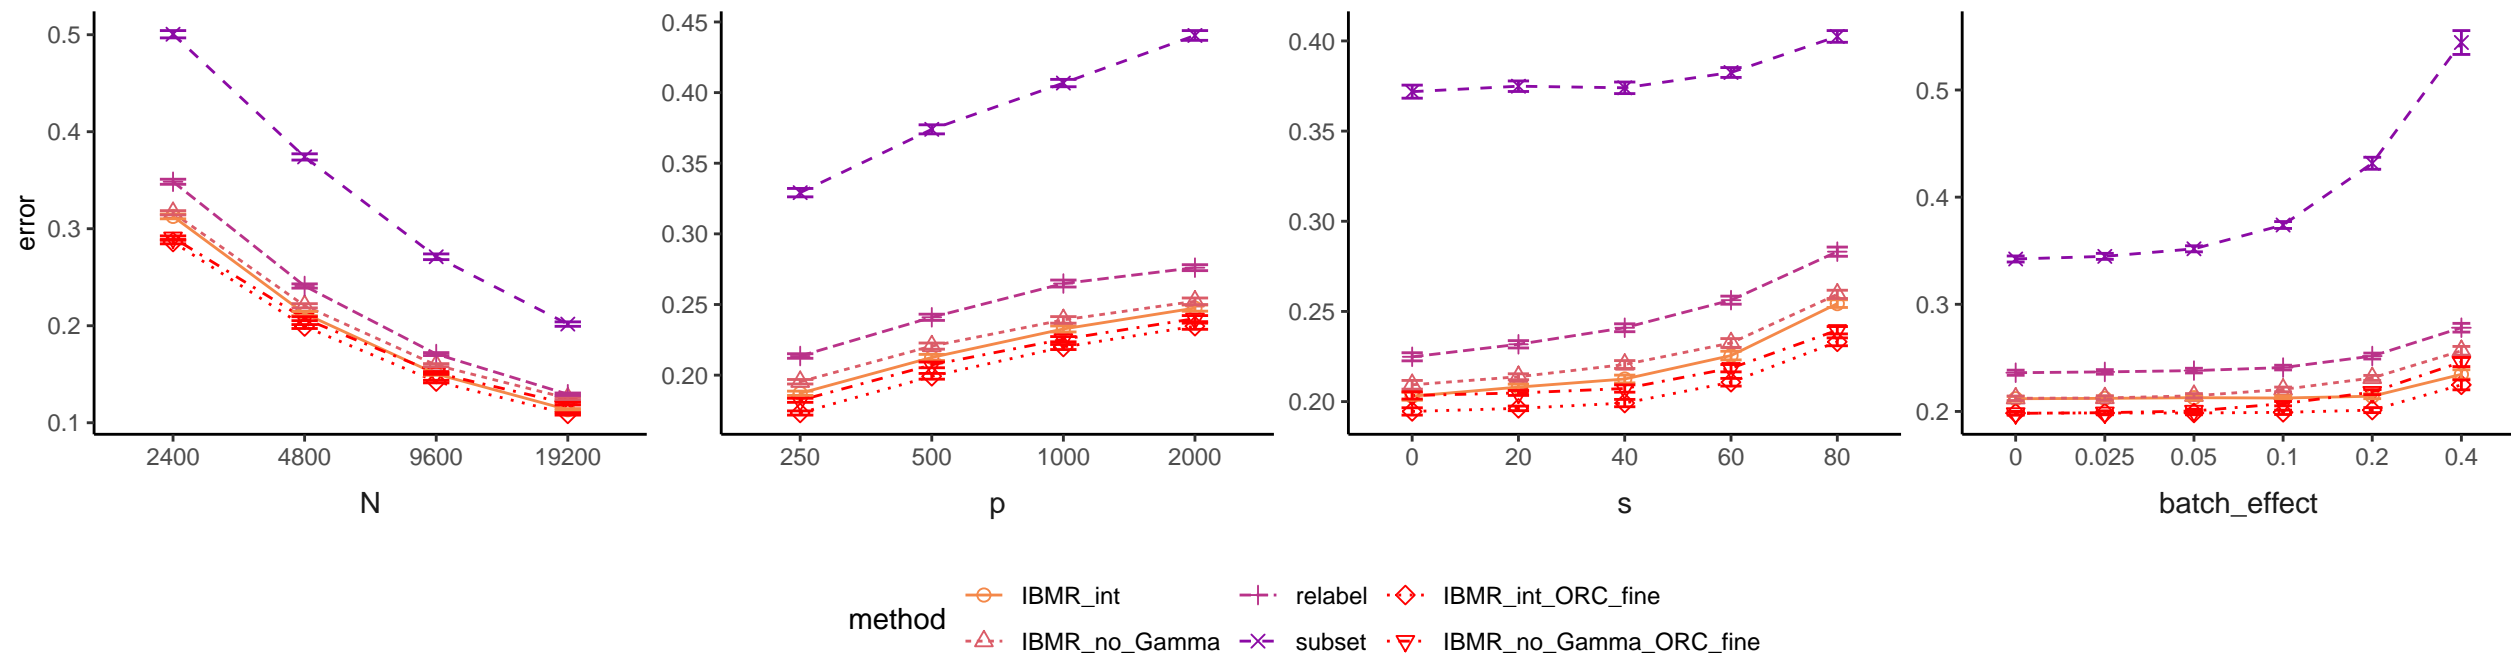 error
0.5
0.4
0.3
0.2
0.1
2400 4800 9600 19200
N
0.45
0.40
0.35
0.30
0.25
0.20
250 500 1000 2000
p
0.40
0.35
0.30
0.25
0.20
0 20 40 60 80
s
0.5
0.4
0.3
0.2
0 0.025 0.05 0.1 0.2 0.4
batch_effect
method
IBMR_int relabel IBMR_int_ORC_fine
IBMR_no_Gamma subset IBMR_no_Gamma_ORC_fine